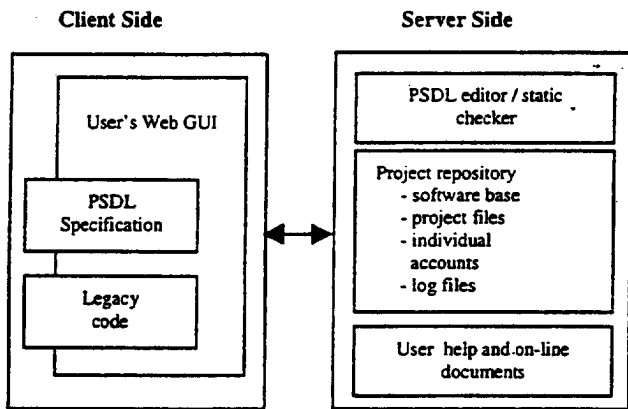 Client Side
Server Side
User's Web GUI
PSDL
Specification
Legacy
code
PSDL editor / static
checker
Project repository
- software base
- project files
- individual
accounts
- log files
User help and on-line
documents